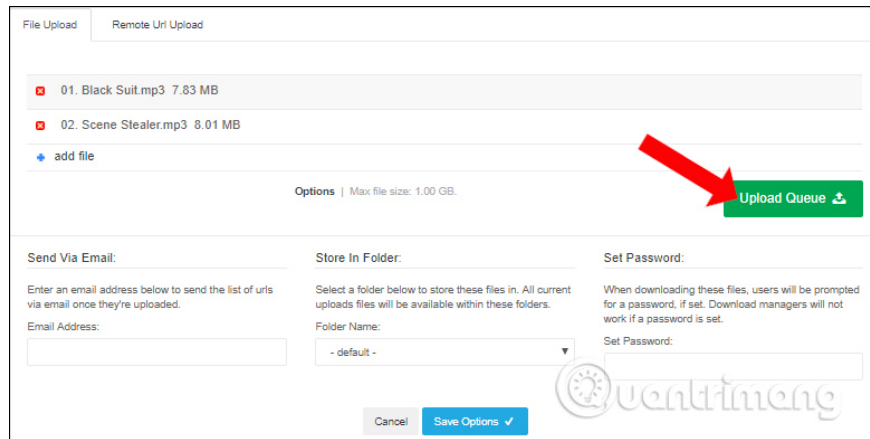 File Upload
Remote Url Upload
01. Black Suit.mp3 7.83 MB
02. Scene Stealer.mp3 8.01 MB
add file
Options | Max file size: 1.00 GB.
Upload Queue
Send Via Email:
Enter an email address below to send the list of urls
via email once they're uploaded.
Email Address:
Store In Folder:
Select a folder below to store these files in. All current
uploads files will be available within these folders.
Folder Name:
- default -
Set Password:
When downloading these files, users will be prompted
for a password, if set. Download managers will not
work if a password is set.
Set Password:
Cancel
Save Options
Quantrimang